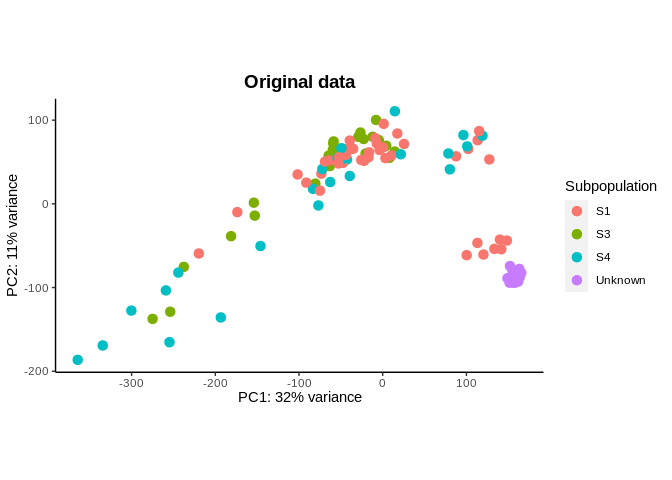 Original data
100
0
-100
-200
PC2: 11% variance
-300
-200
-100
0
100
PC1: 32% variance
Subpopulation
S1
S3
S4
Unknown